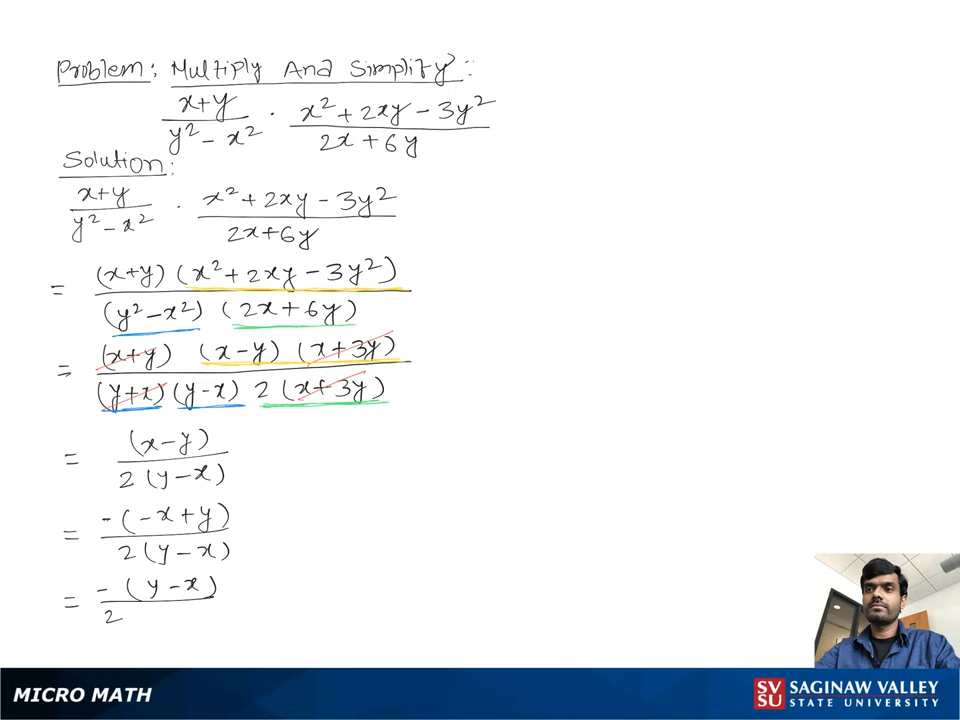 Problem: Multiply And Simplify:
x+y / y² - x² · x² + 2xy - 3y² / 2x + 6y
Solution:
x+y / y² - x² · x² + 2xy - 3y² / 2x+6y
= (x+y) (x² + 2xy - 3y²) / (y² - x²) (2x + 6y)
= (x+y) (x-y) (x+3y) / (y+x) (y-x) 2 (x+3y)
= (x-y) / 2 (y-x)
= -(-x+y) / 2(y-x)
= -(y-x) / 2
MICRO MATH
SV SU SAGINAW VALLEY
STATE UNIVERSITY